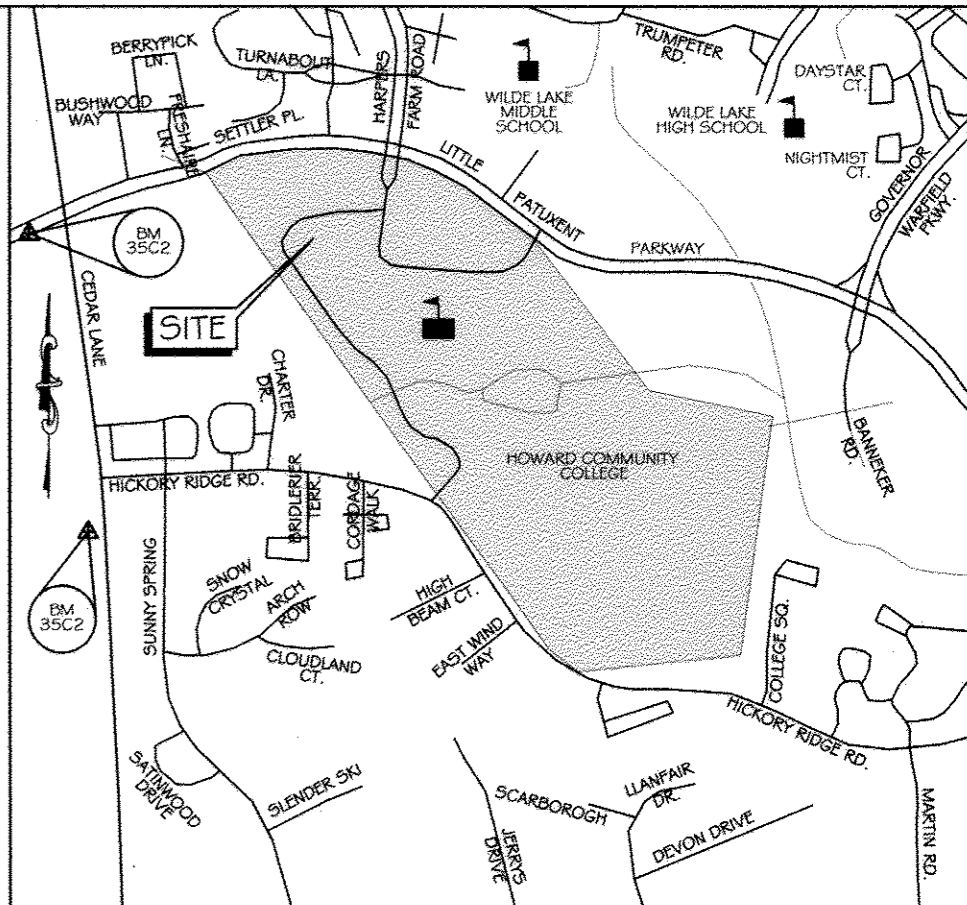 BERRYPICK
LN.
TURNABOUT
LA.
HARPERS
FARM ROAD
TRUMPETER
RD.
DAYSTAR
CT.
BUSHWOOD
WAY
FRESHAIRE
LN.
SETTLER PL.
WILDE LAKE
MIDDLE
SCHOOL
WILDE LAKE
HIGH SCHOOL
NIGHTMIST
CT.
LITTLE
PATUXENT
PARKWAY
GOVERNOR
WARFIELD
PKWY.
BM
35C2
CEDAR LANE
SITE
CHARTER
DR.
HOWARD COMMUNITY
COLLEGE
BANNEKER
RD.
HICKORY RIDGE RD.
BRIDLERIER
TERR.
CORDAGE
WALK
BM
35C2
SUNNY SPRING
SNOW
CRYSTAL
ARCH
ROW
CLOUDLAND
CT.
HIGH
BEAM CT.
EAST WIND
WAY
COLLEGE SQ.
HICKORY RIDGE RD.
SATINWOOD
DRIVE
SLENDER SKI
JERRYS
DRIVE
SCARBOROGH
LLANFAIR
DR.
DEVON DRIVE
MARTIN RD.